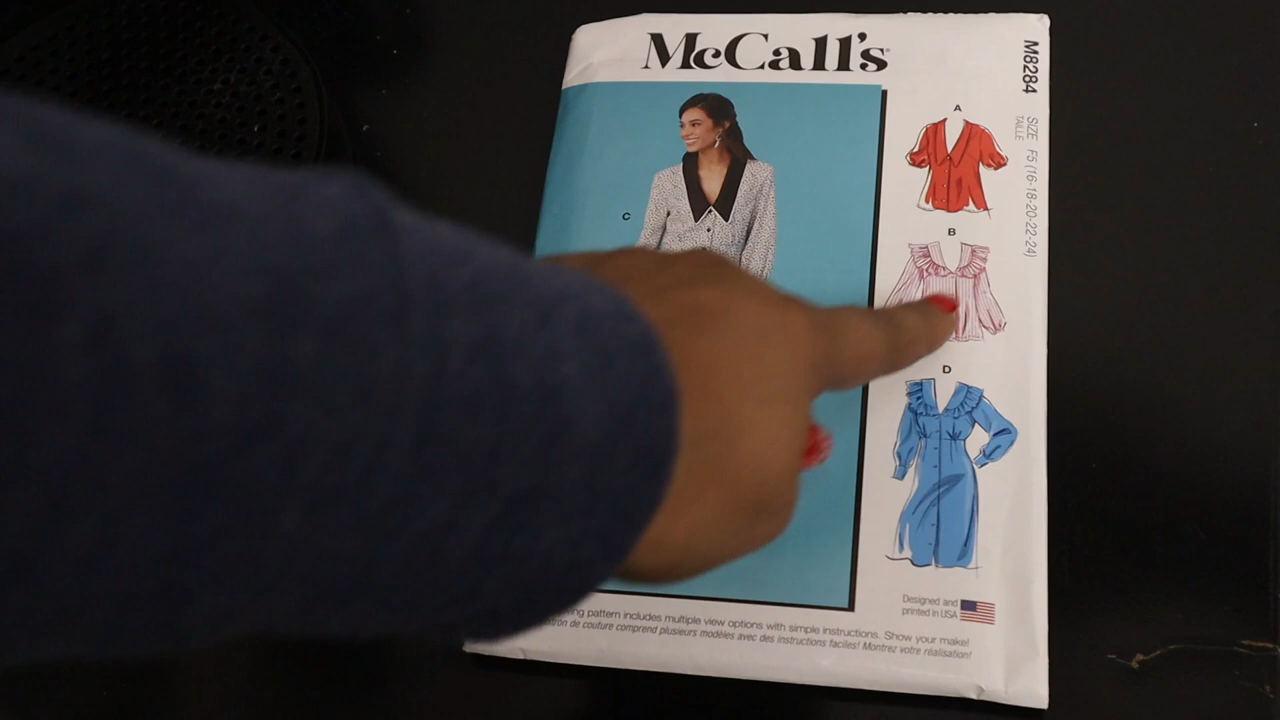 McCall's
M8284
SIZE F5 (16-18-20-22-24)
TAILLE
A
B
C
D
Designed and
printed in USA
pattern includes multiple view options with simple instructions. Show your make!
de couture comprend plusieurs modèles avec des instructions faciles! Montrez votre réalisation!